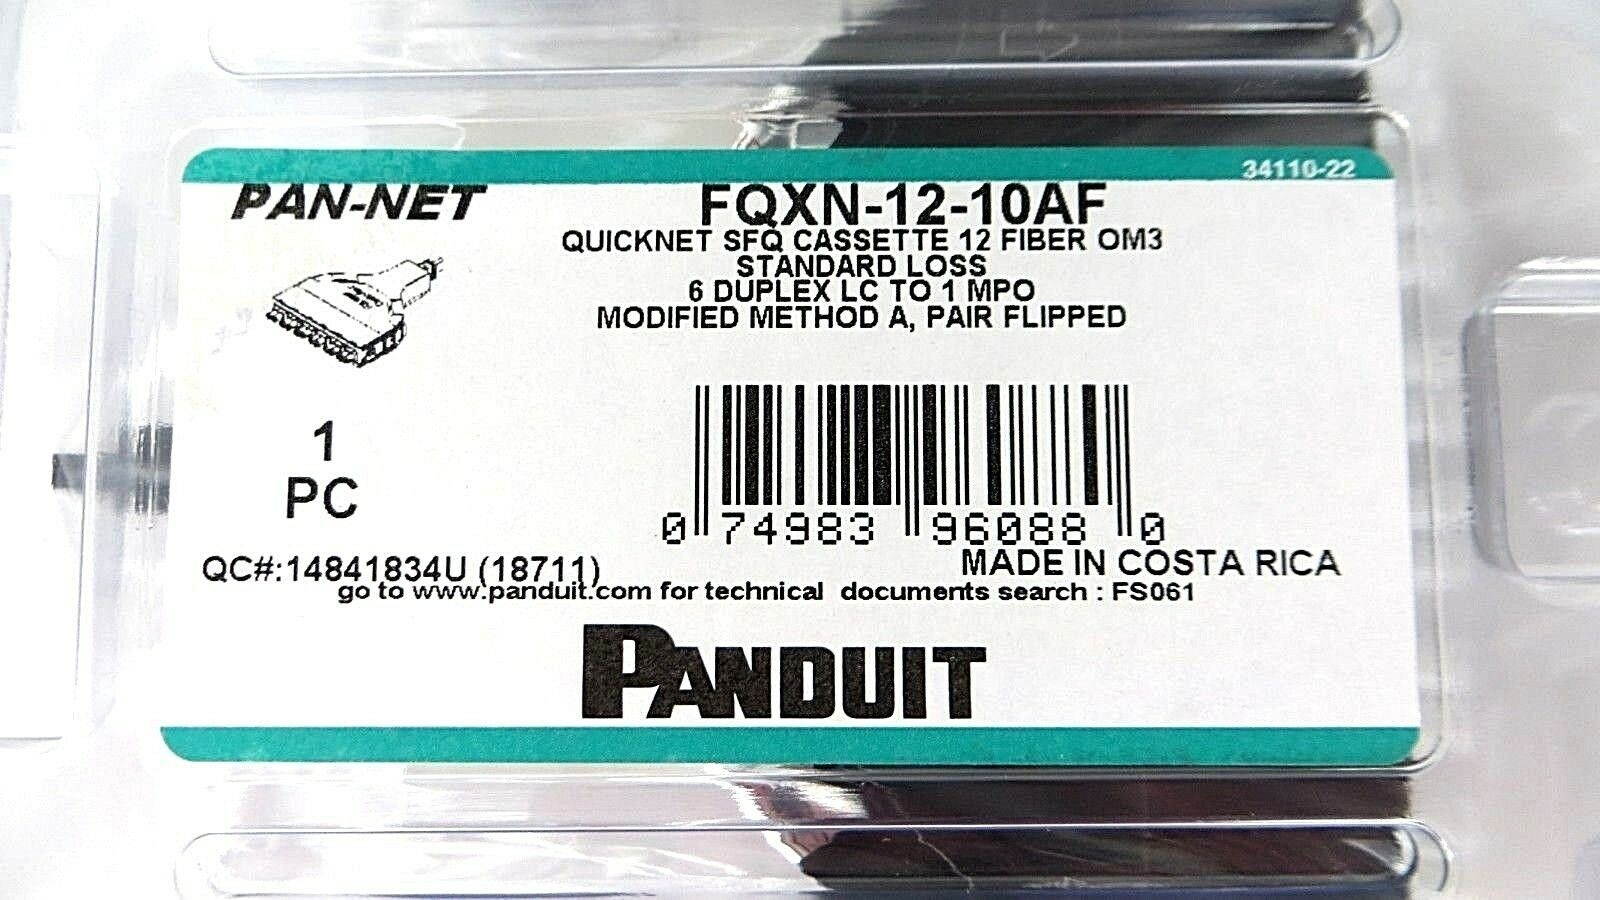 34110-22
PAN-NET
FQXN-12-10AF
QUICKNET SFQ CASSETTE 12 FIBER OM3
STANDARD LOSS
6 DUPLEX LC TO 1 MPO
MODIFIED METHOD A, PAIR FLIPPED
1
PC
0 74983 96088 0
QC#:14841834U (18711)
MADE IN COSTA RICA
go to www.panduit.com for technical documents search : FS061
PANDUIT